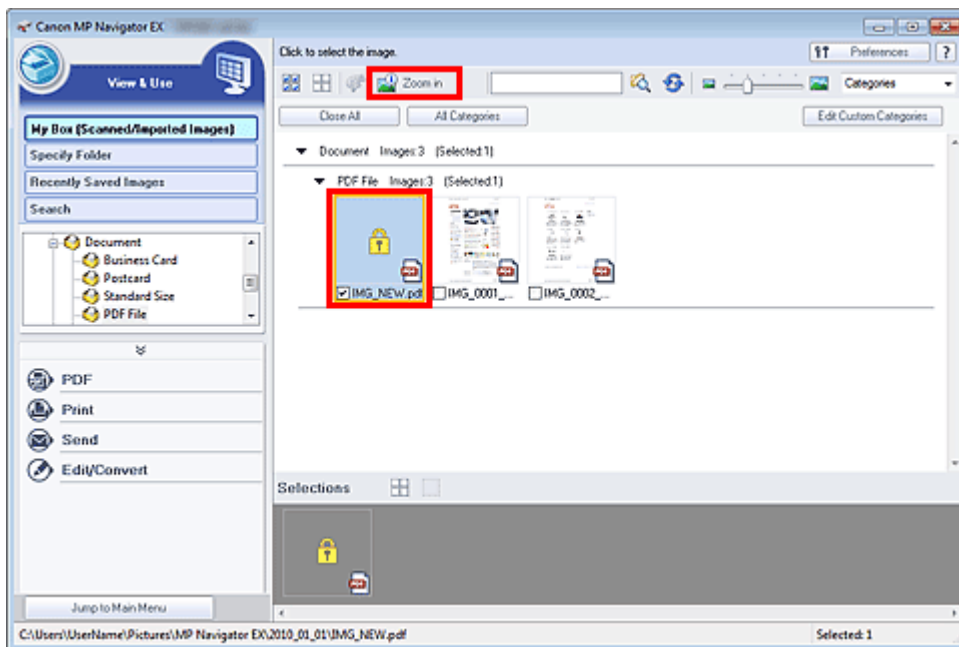 Canon MP Navigator EX
View & Use
My Box (Scanned/Imported Images)
Specify Folder
Recently Saved Images
Search
Document
Business Card
Postcard
Standard Size
PDF File
PDF
Print
Send
Edit/Convert
Jump to Main Menu
Click to select the image.
Preferences
?
Zoom in
Categories
Close All
All Categories
Edit Custom Categories
Document Images:3 (Selected:1)
PDF File Images:3 (Selected:1)
IMG_NEW.pdf
IMG_0001_...
IMG_0002_...
Selections
C:\Users\UserName\Pictures\MP Navigator EX\2010_01_01\IMG_NEW.pdf
Selected: 1